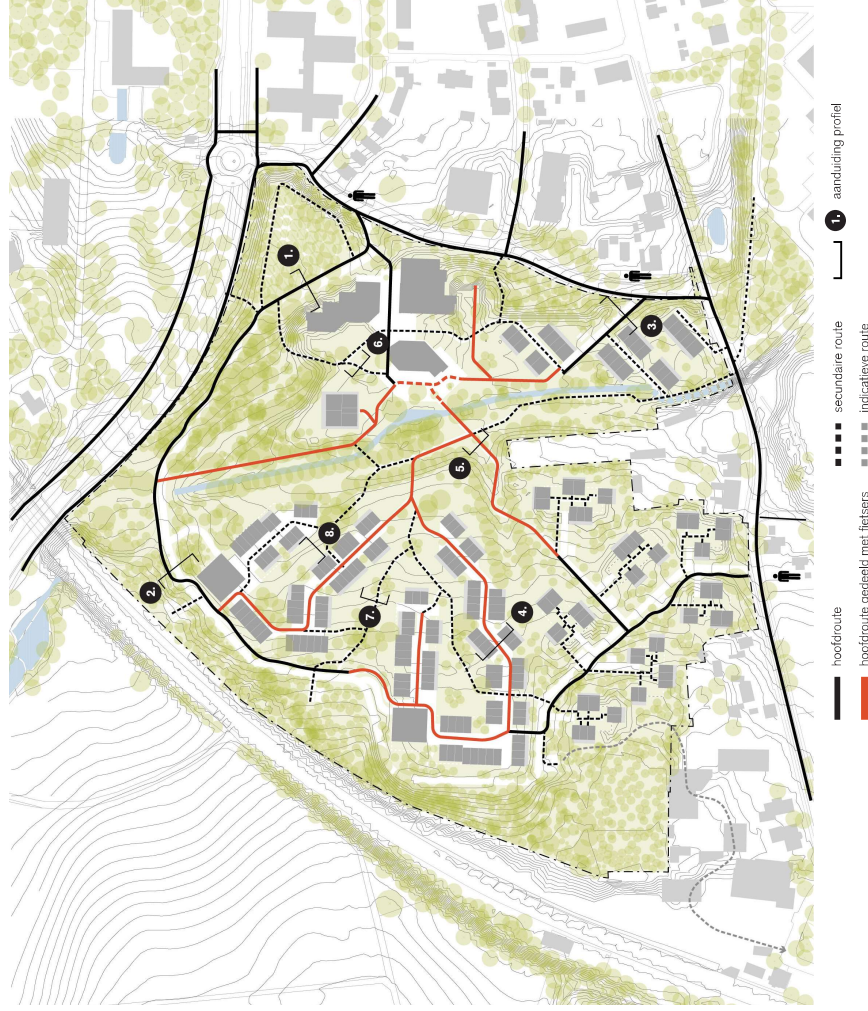 1.
2.
3.
4.
5.
6.
7.
8.
hoofdroute
hoofdroute gedeeld met fietsers
secundaire route
indicatieve route
1. aanduiding profiel